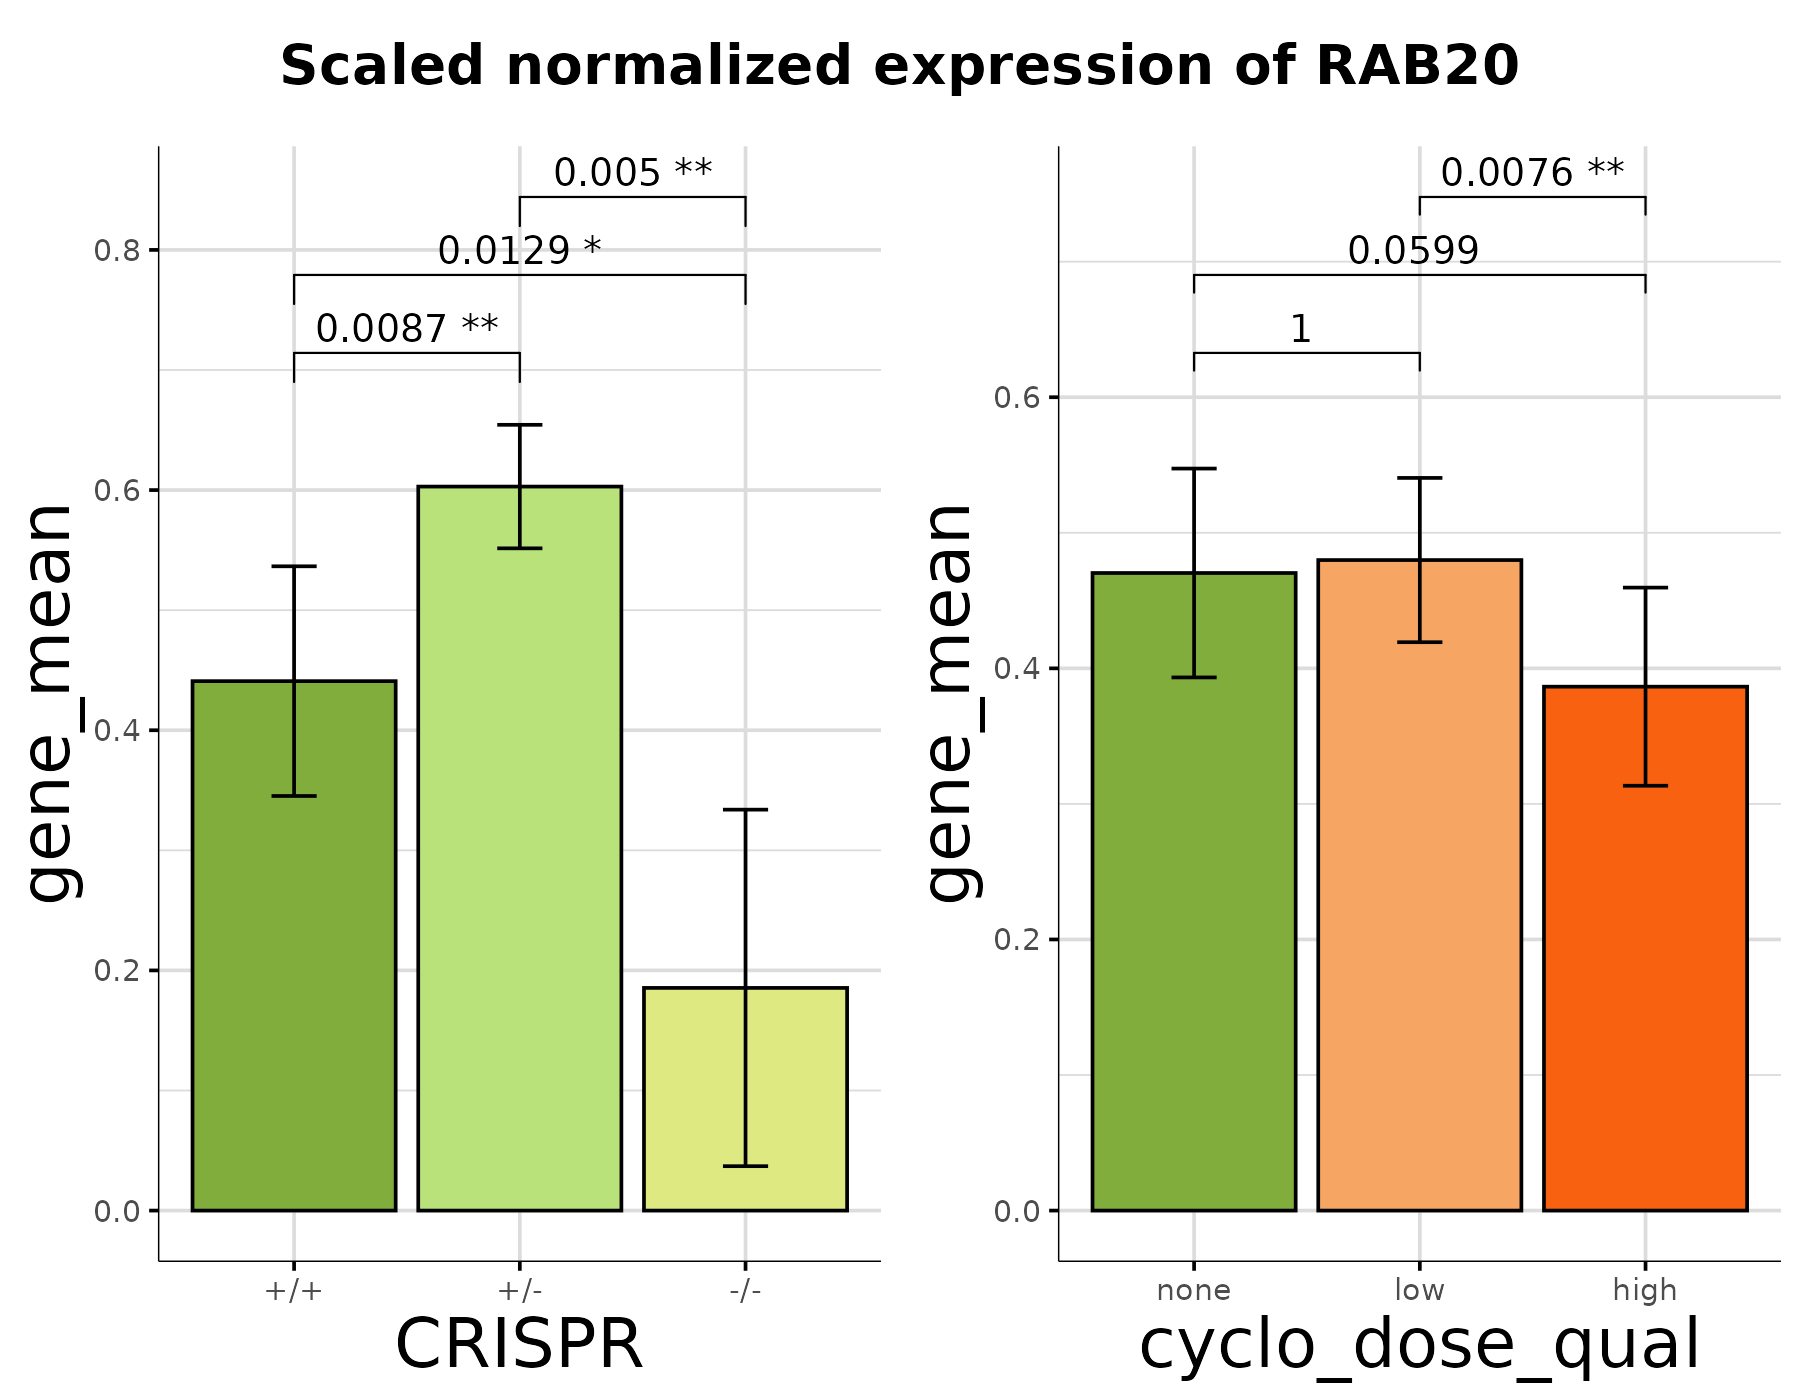 Scaled normalized expression of RAB20
gene_mean
0.8
0.6
0.4
0.2
0.0
0.005 **
0.0129 *
0.0087 **
+/+
+/-
-/-
CRISPR
gene_mean
0.6
0.4
0.2
0.0
0.0076 **
0.0599
1
none
low
high
cyclo_dose_qual